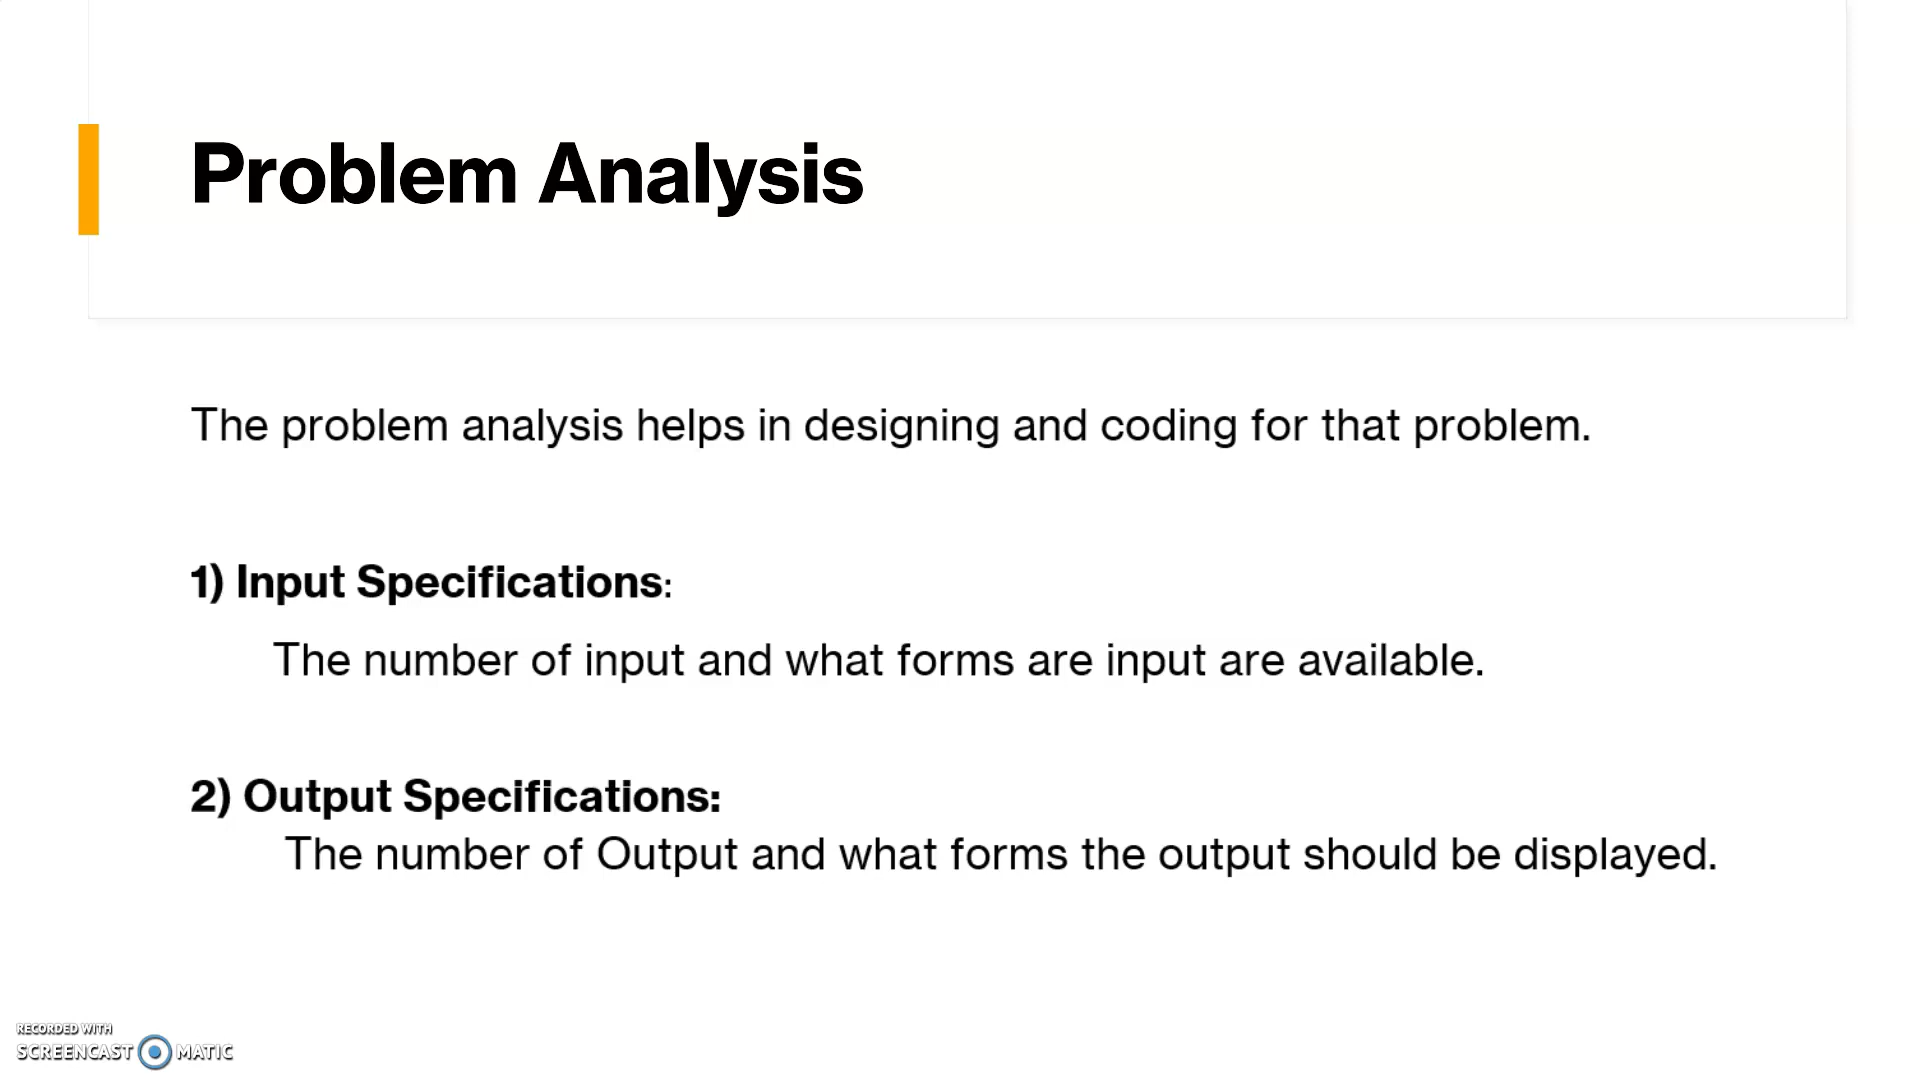 Problem Analysis
The problem analysis helps in designing and coding for that problem.
1) Input Specifications:
The number of input and what forms are input are available.
2) Output Specifications:
The number of Output and what forms the output should be displayed.
RECORDED WITH
SCREENCAST MATIC